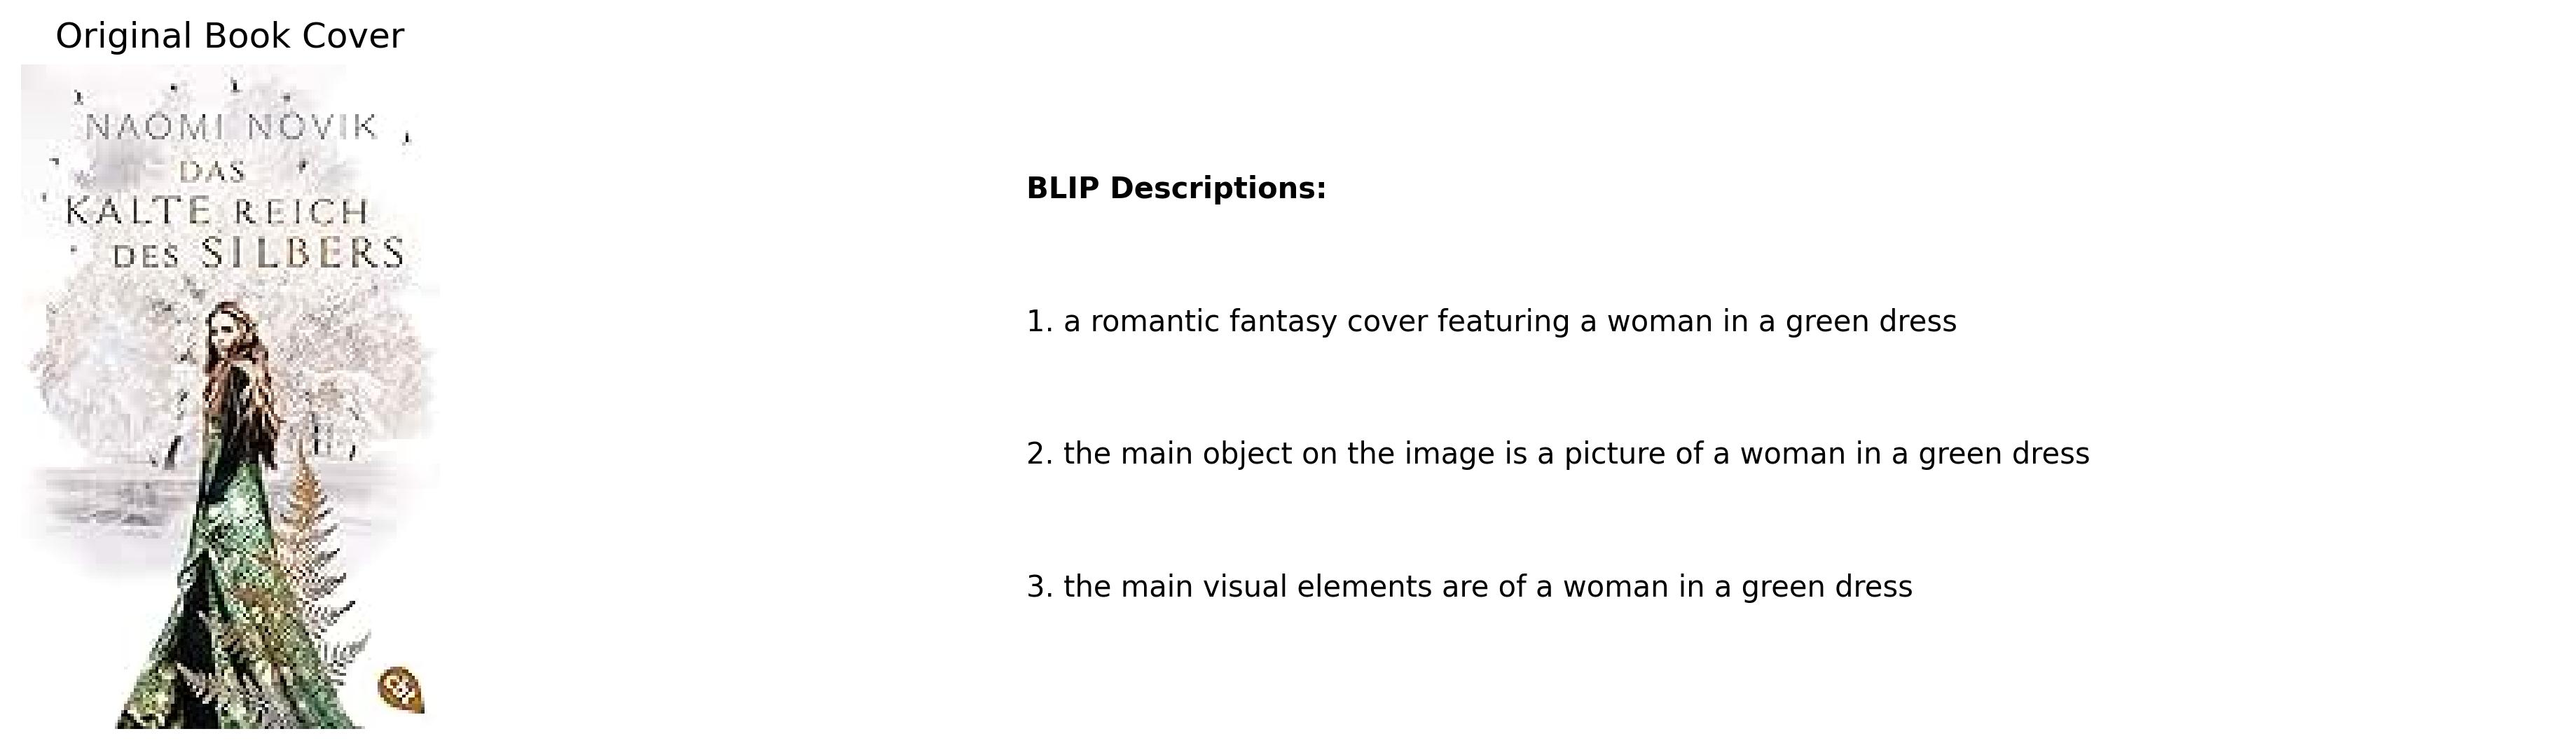 Original Book Cover
NAOMI NOVIK
DAS
KALTE REICH
DES SILBERS
BLIP Descriptions:
1. a romantic fantasy cover featuring a woman in a green dress
2. the main object on the image is a picture of a woman in a green dress
3. the main visual elements are of a woman in a green dress